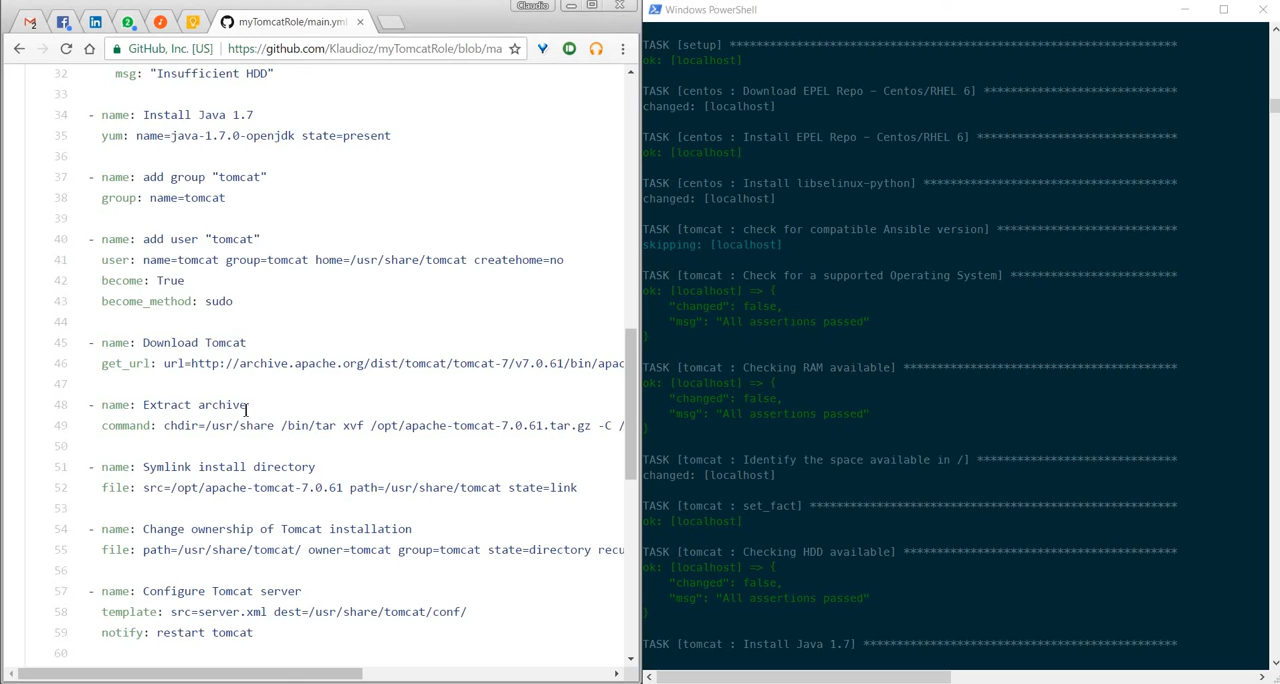 Claudio
myTomcatRole/main.yml
GitHub, Inc. [US]
https://github.com/Klaudioz/myTomcatRole/blob/ma
32 msg: "Insufficient HDD"
33
34 - name: Install Java 1.7
35 yum: name=java-1.7.0-openjdk state=present
36
37 - name: add group "tomcat"
38 group: name=tomcat
39
40 - name: add user "tomcat"
41 user: name=tomcat group=tomcat home=/usr/share/tomcat createhome=no
42 become: True
43 become_method: sudo
44
45 - name: Download Tomcat
46 get_url: url=http://archive.apache.org/dist/tomcat/tomcat-7/v7.0.61/bin/apac
47
48 - name: Extract archive
49 command: chdir=/usr/share /bin/tar xvf /opt/apache-tomcat-7.0.61.tar.gz -C /
50
51 - name: Symlink install directory
52 file: src=/opt/apache-tomcat-7.0.61 path=/usr/share/tomcat state=link
53
54 - name: Change ownership of Tomcat installation
55 file: path=/usr/share/tomcat/ owner=tomcat group=tomcat state=directory recu
56
57 - name: Configure Tomcat server
58 template: src=server.xml dest=/usr/share/tomcat/conf/
59 notify: restart tomcat
60
Windows PowerShell
TASK [setup] *******************************************************************
ok: [localhost]
TASK [centos : Download EPEL Repo - Centos/RHEL 6] *****************************
changed: [localhost]
TASK [centos : Install EPEL Repo - Centos/RHEL 6] ******************************
ok: [localhost]
TASK [centos : Install libselinux-python] **************************************
changed: [localhost]
TASK [tomcat : check for compatible Ansible version] ***************************
skipping: [localhost]
TASK [tomcat : Check for a supported Operating System] *************************
ok: [localhost] => {
"changed": false,
"msg": "All assertions passed"
}
TASK [tomcat : Checking RAM available] *****************************************
ok: [localhost] => {
"changed": false,
"msg": "All assertions passed"
}
TASK [tomcat : Identify the space available in /] ******************************
changed: [localhost]
TASK [tomcat : set_fact] *******************************************************
ok: [localhost]
TASK [tomcat : Checking HDD available] *****************************************
ok: [localhost] => {
"changed": false,
"msg": "All assertions passed"
}
TASK [tomcat : Install Java 1.7] ***********************************************